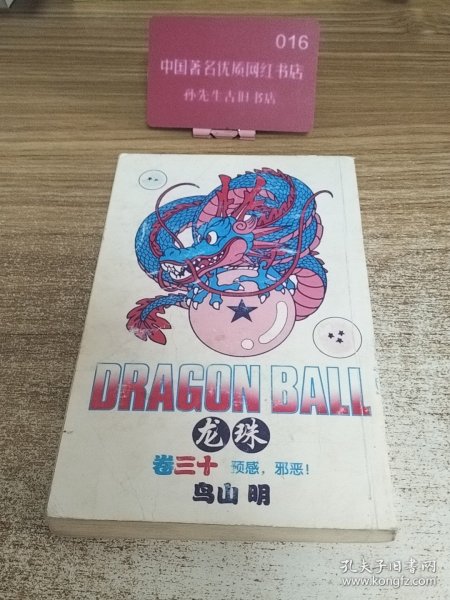 016
中国著名优质网红书店
孙先生古旧书店
DRAGON BALL
龙珠
卷三十 预感，邪恶！
鸟山 明
孔夫子旧书网
www.kongfz.com